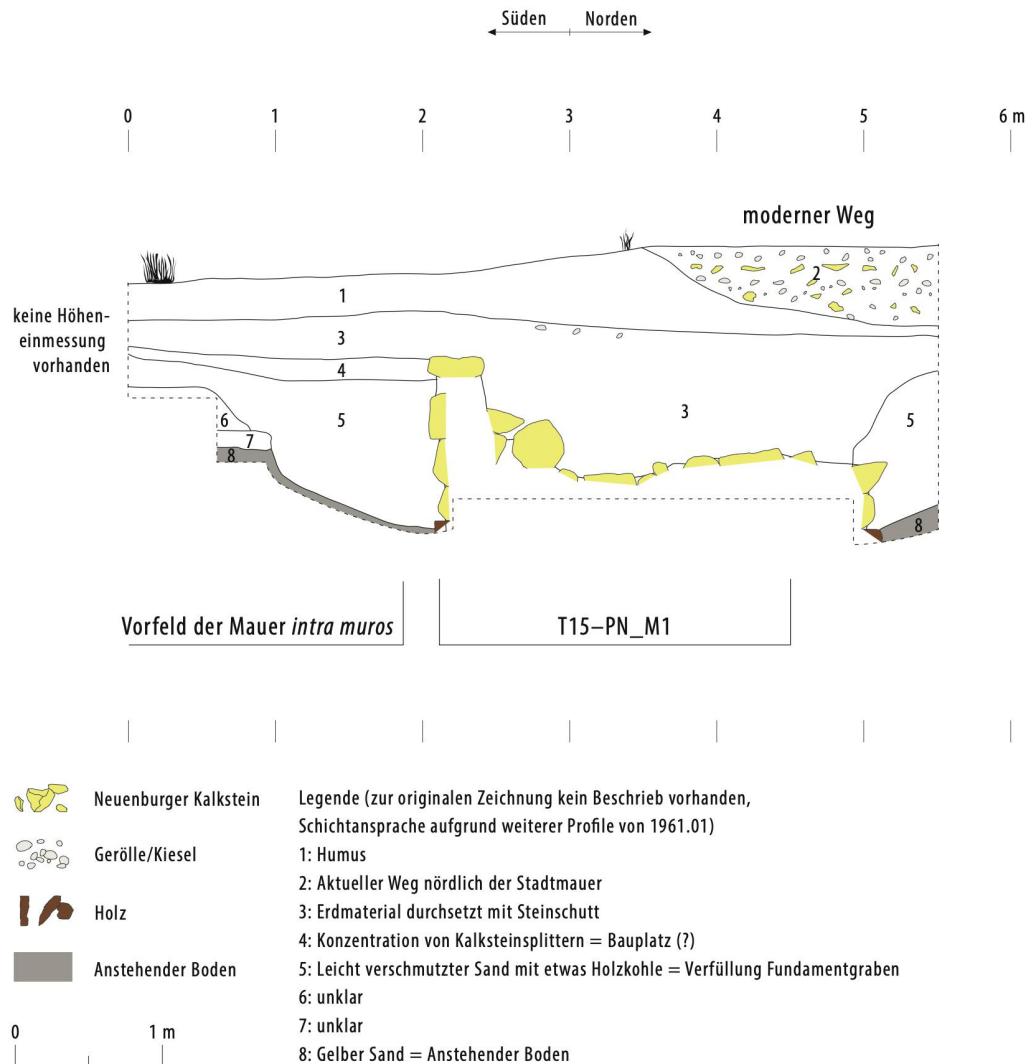 Süden Norden
0 1 2 3 4 5 6 m
moderner Weg
2
1
keine Höhen-
einmessung
vorhanden
3
4
3
6
5
5
7
8
8
Vorfeld der Mauer intra muros
T15–PN_M1
Neuenburger Kalkstein
Gerölle/Kiesel
Holz
Anstehender Boden
0 1 m
Legende (zur originalen Zeichnung kein Beschrieb vorhanden,
Schichtansprache aufgrund weiterer Profile von 1961.01)
1: Humus
2: Aktueller Weg nördlich der Stadtmauer
3: Erdmaterial durchsetzt mit Steinschutt
4: Konzentration von Kalksteinsplittern = Bauplatz (?)
5: Leicht verschmutzter Sand mit etwas Holzkohle = Verfüllung Fundamentgraben
6: unklar
7: unklar
8: Gelber Sand = Anstehender Boden